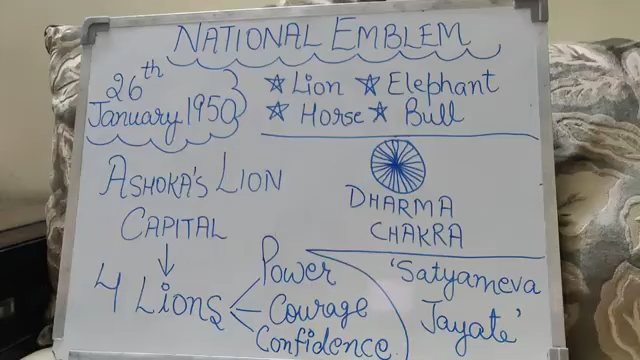 NATIONAL EMBLEM
26th
January 1950
Lion Elephant
Horse Bull
ASHOKA'S LION
CAPITAL
4 Lions
Power
Courage
Confidence
DHARMA
CHAKRA
'Satyameva
Jayate'